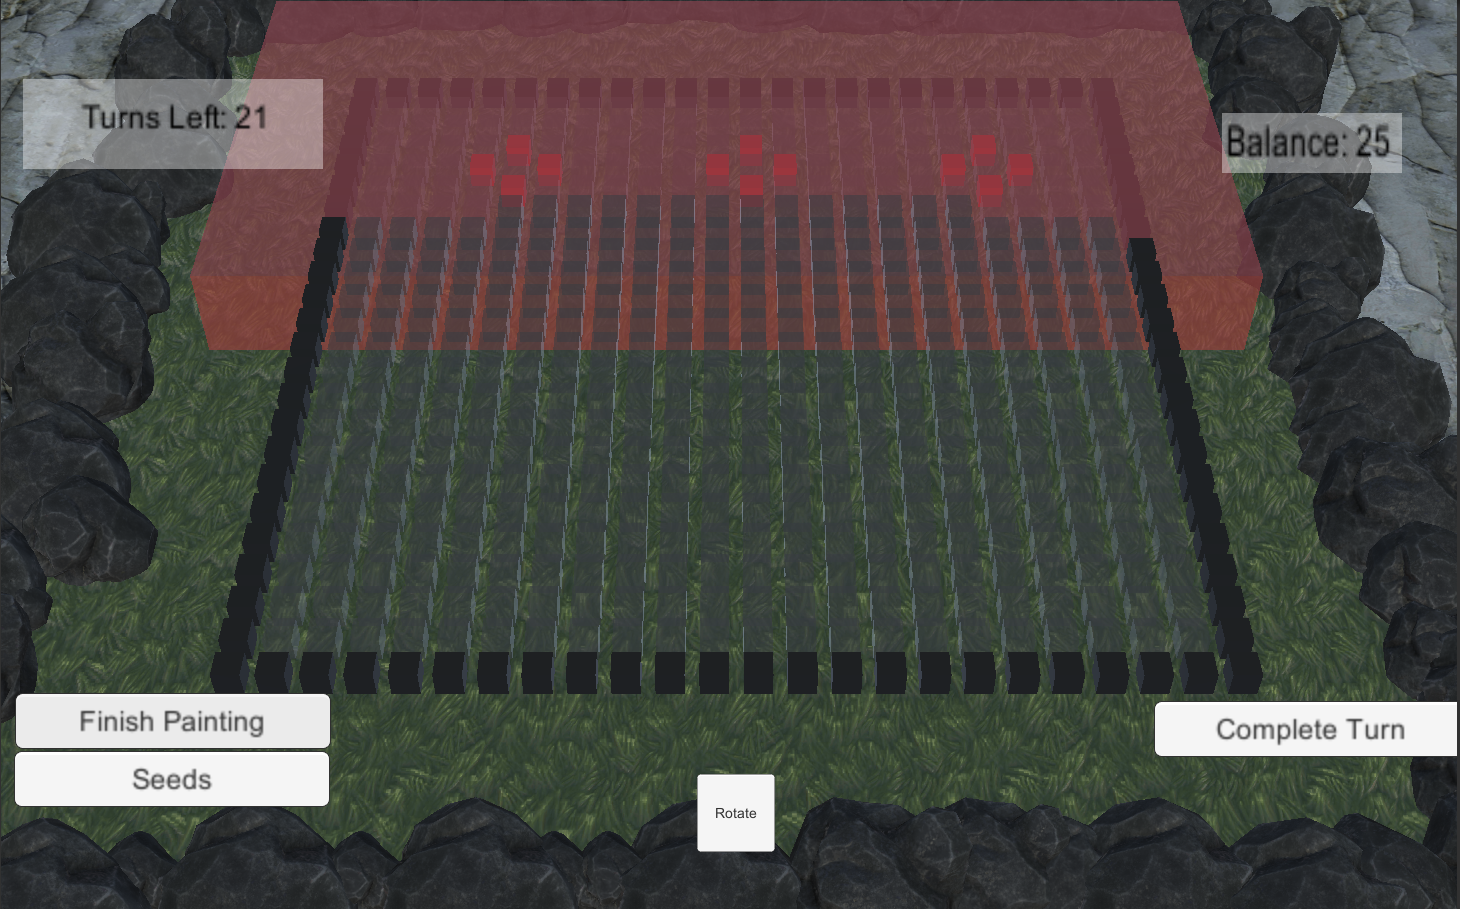 Turns Left: 21
Balance: 25
Finish Painting
Complete Turn
Seeds
Rotate